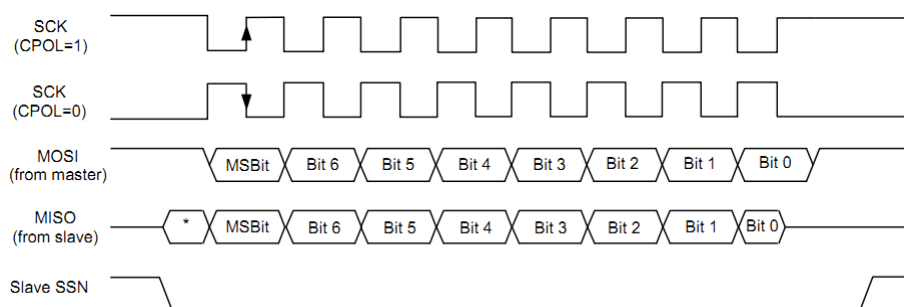 SCK
(CPOL=1)
SCK
(CPOL=0)
MOSI
(from master)
MSBit Bit 6 Bit 5 Bit 4 Bit 3 Bit 2 Bit 1 Bit 0
MISO
(from slave)
* MSBit Bit 6 Bit 5 Bit 4 Bit 3 Bit 2 Bit 1 Bit 0
Slave SSN